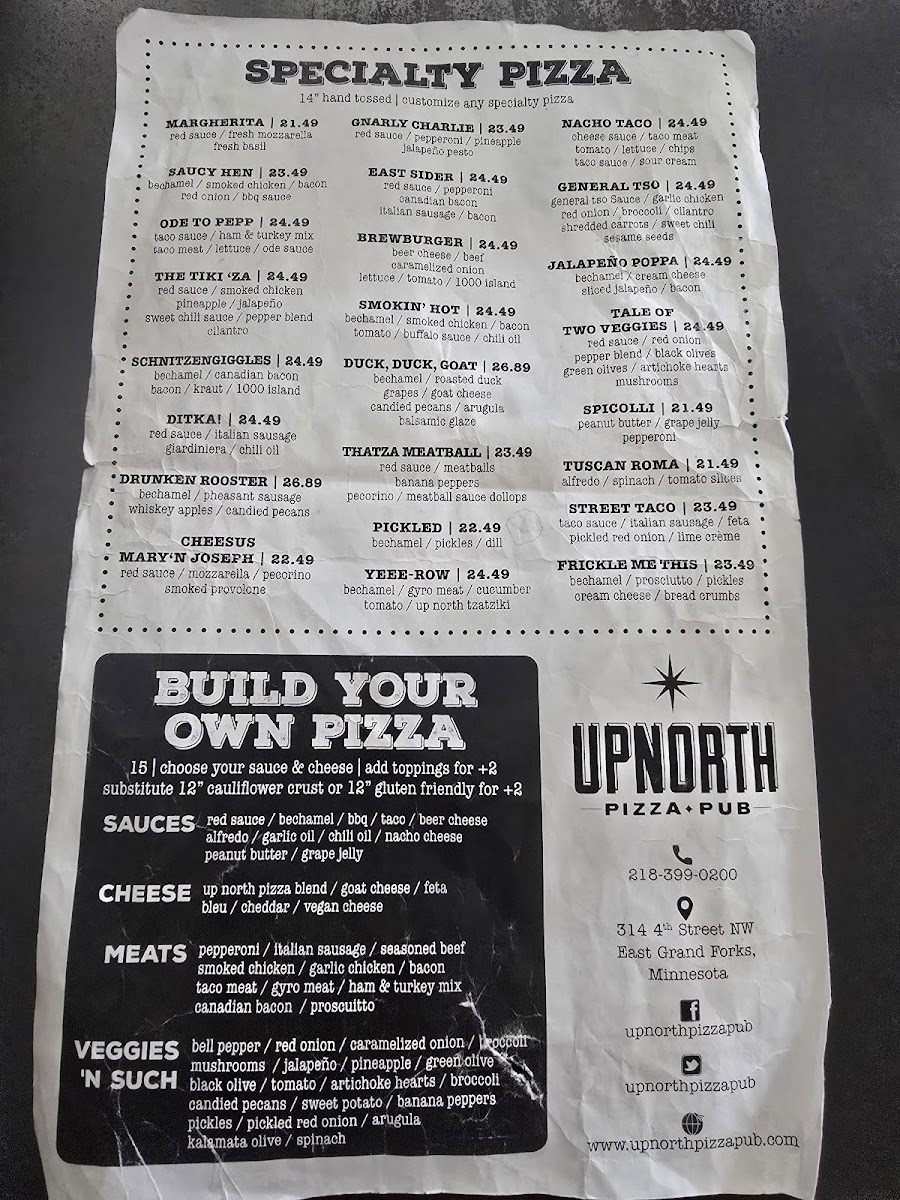 SPECIALTY PIZZA
14" hand tossed | customize any specialty pizza
MARGHERITA | 21.49
red sauce / fresh mozzarella
fresh basil
SAUCY HEN | 23.49
bechamel / smoked chicken / bacon
red onion / bbq sauce
ODE TO PEPP | 24.49
taco sauce / ham & turkey mix
taco meat / lettuce / ode sauce
THE TIKI 'ZA | 24.49
red sauce / smoked chicken
pineapple / jalapeño
sweet chili sauce / pepper blend
cilantro
SCHNITZENGIGGLES | 24.49
bechamel / canadian bacon
bacon / kraut / 1000 island
DITKA! | 24.49
red sauce / italian sausage
giardiniera / chili oil
DRUNKEN ROOSTER | 26.89
bechamel / pheasant sausage
whiskey apples / candied pecans
CHEESUS
MARY'N JOSEPH | 22.49
red sauce / mozzarella / pecorino
smoked provolone
GNARLY CHARLIE | 23.49
red sauce / pepperoni / pineapple
jalapeño pesto
EAST SIDER | 24.49
red sauce / pepperoni
canadian bacon
italian sausage / bacon
BREWBURGER | 24.49
beer cheese / beef
caramelized onion
lettuce / tomato / 1000 island
SMOKIN' HOT | 24.49
bechamel / smoked chicken / bacon
tomato / buffalo sauce / chili oil
DUCK, DUCK, GOAT | 26.89
bechamel / roasted duck
grapes / goat cheese
candied pecans / arugula
balsamic glaze
THATZA MEATBALL | 23.49
red sauce / meatballs
banana peppers
pecorino / meatball sauce dollops
PICKLED | 22.49
bechamel / pickles / dill
YEEE-ROW | 24.49
bechamel / gyro meat / cucumber
tomato / up north tzatziki
NACHO TACO | 24.49
cheese sauce / taco meat
tomato / lettuce / chips
taco sauce / sour cream
GENERAL TSO | 24.49
general tso Sauce / garlic chicken
red onion / broccoli / cilantro
shredded carrots / sweet chili
sesame seeds
JALAPEÑO POPPA | 24.49
bechamel / cream cheese
sliced jalapeño / bacon
TALE OF
TWO VEGGIES | 24.49
red sauce / red onion
pepper blend / black olives
green olives / artichoke hearts
mushrooms
SPICOLLI | 21.49
peanut butter / grape jelly
pepperoni
TUSCAN ROMA | 21.49
alfredo / spinach / tomato slices
STREET TACO | 23.49
taco sauce / italian sausage / feta
pickled red onion / lime crème
FRICKLE ME THIS | 23.49
bechamel / prosciutto / pickles
cream cheese / bread crumbs
BUILD YOUR
OWN PIZZA
15 | choose your sauce & cheese | add toppings for +2
substitute 12" cauliflower crust or 12" gluten friendly for +2
SAUCES red sauce / bechamel / bbq / taco / beer cheese
alfredo / garlic oil / chili oil / nacho cheese
peanut butter / grape jelly
CHEESE up north pizza blend / goat cheese / feta
bleu / cheddar / vegan cheese
MEATS pepperoni / italian sausage / seasoned beef
smoked chicken / garlic chicken / bacon
taco meat / gyro meat / ham & turkey mix
canadian bacon / proscuitto
VEGGIES 'N SUCH bell pepper / red onion / caramelized onion / broccoli
mushrooms / jalapeño / pineapple / green olive
black olive / tomato / artichoke hearts / broccoli
candied pecans / sweet potato / banana peppers
pickles / pickled red onion / arugula
kalamata olive / spinach
UPNORTH
PIZZA PUB
218-399-0200
314 4th Street NW
East Grand Forks,
Minnesota
upnorthpizzapub
upnorthpizzapub
www.upnorthpizzapub.com